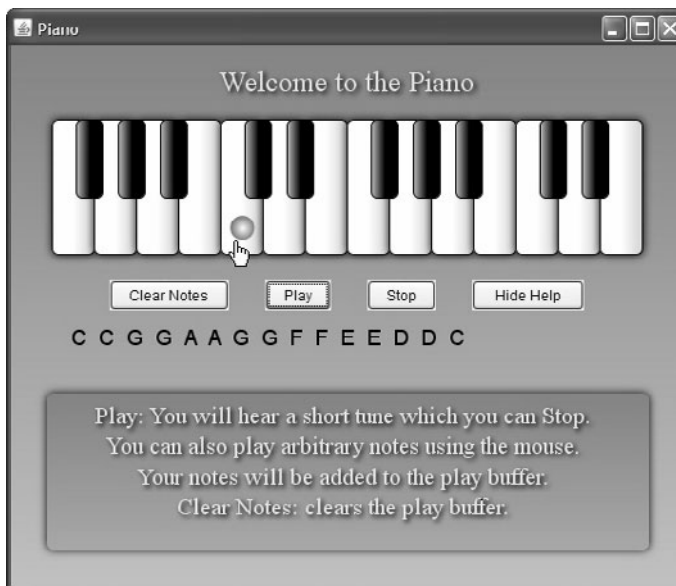 Piano
Welcome to the Piano
Clear Notes Play Stop Hide Help
C C G G A A G G F F E E D D C
Play: You will hear a short tune which you can Stop.
You can also play arbitrary notes using the mouse.
Your notes will be added to the play buffer.
Clear Notes: clears the play buffer.